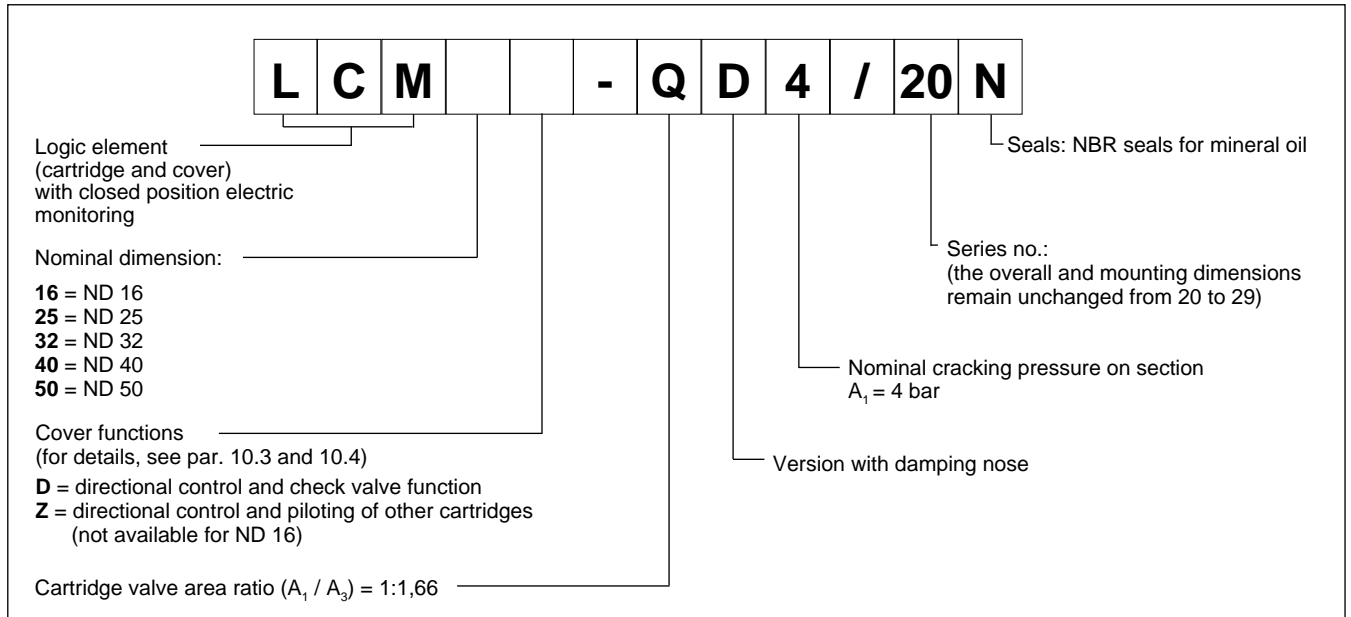 L C M - Q D 4 / 20 N
Logic element
(cartridge and cover)
with closed position electric
monitoring
Nominal dimension:
16 = ND 16
25 = ND 25
32 = ND 32
40 = ND 40
50 = ND 50
Cover functions
(for details, see par. 10.3 and 10.4)
D = directional control and check valve function
Z = directional control and piloting of other cartridges
(not available for ND 16)
Cartridge valve area ratio (A₁ / A₃) = 1:1,66
Seals: NBR seals for mineral oil
Series no.:
(the overall and mounting dimensions
remain unchanged from 20 to 29)
Nominal cracking pressure on section
A₁ = 4 bar
Version with damping nose